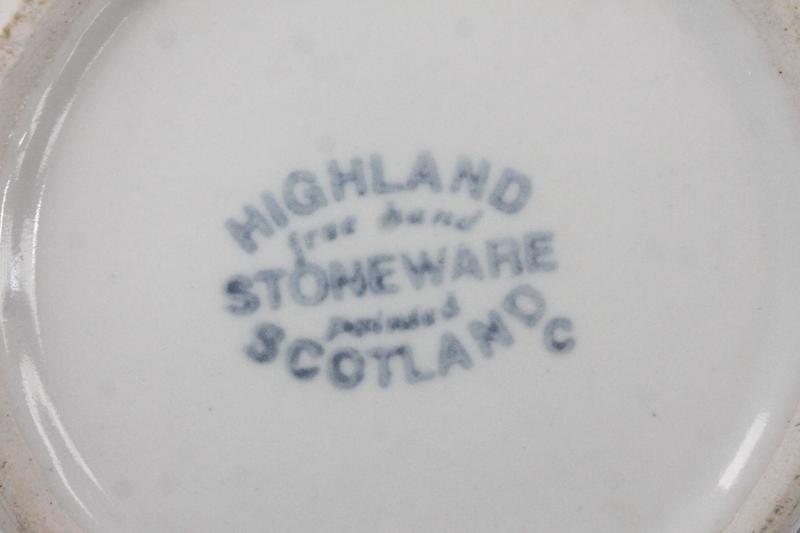 HIGHLAND
free hand
STONEWARE
painted
SCOTLAND
C